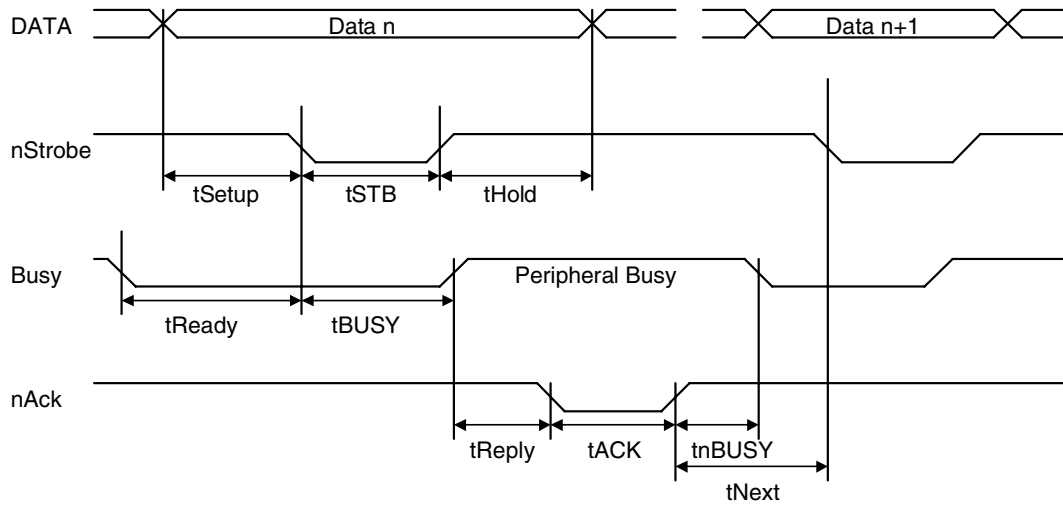 DATA
Data n
Data n+1
nStrobe
tSetup
tSTB
tHold
Busy
Peripheral Busy
tReady
tBUSY
nAck
tReply
tACK
tnBUSY
tNext